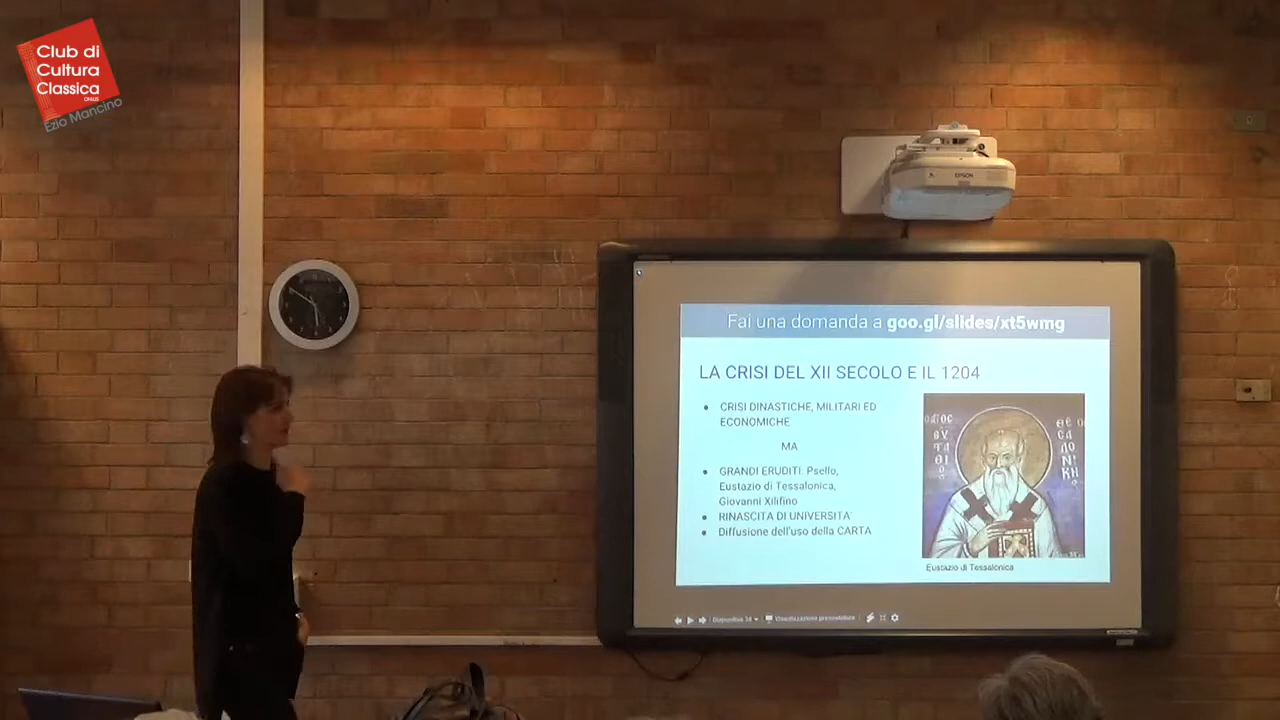 Club di
Cultura
Classica
ONLUS
Ezio Mancino
EPSON
Fai una domanda a goo.gl/slides/xt5wmg
LA CRISI DEL XII SECOLO E IL 1204
● CRISI DINASTICHE, MILITARI ED
ECONOMICHE
MA
● GRANDI ERUDITI: Psello,
Eustazio di Tessalonica,
Giovanni Xilifino
● RINASCITA DI UNIVERSITA'
● Diffusione dell'uso della CARTA
Eustazio di Tessalonica